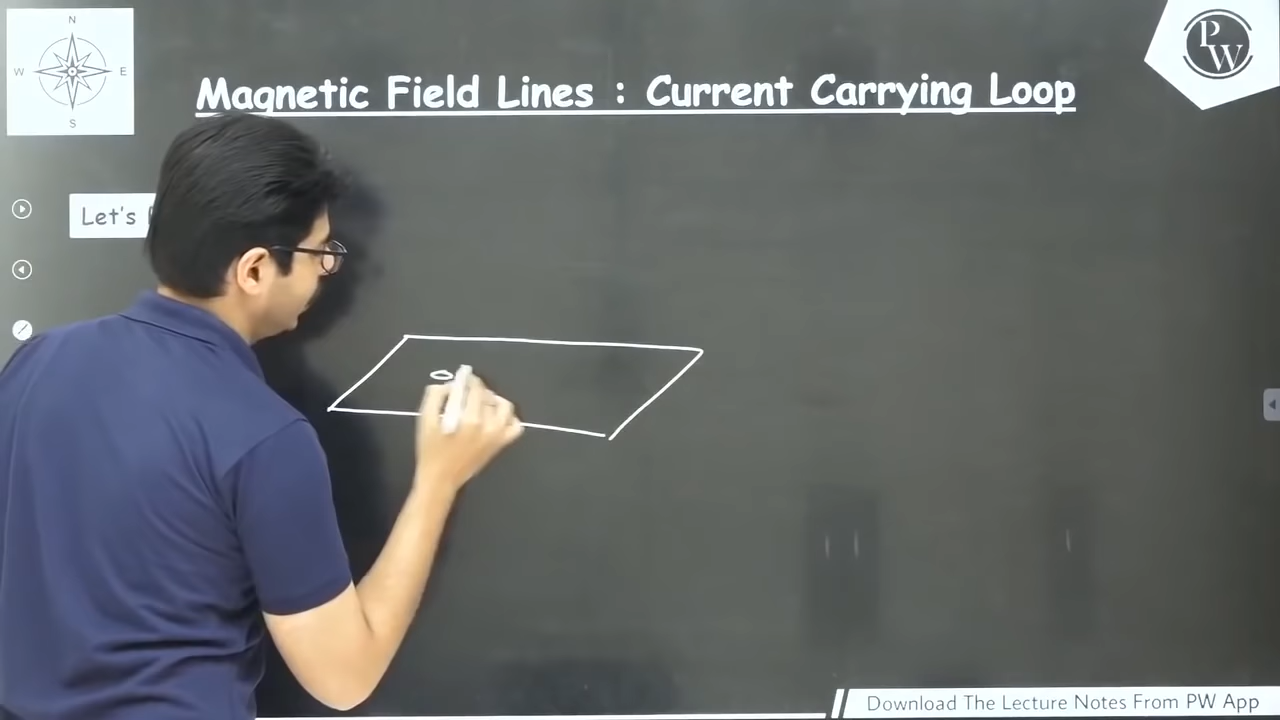 N
W E
S
PW
Magnetic Field Lines : Current Carrying Loop
Let's
Download The Lecture Notes From PW App